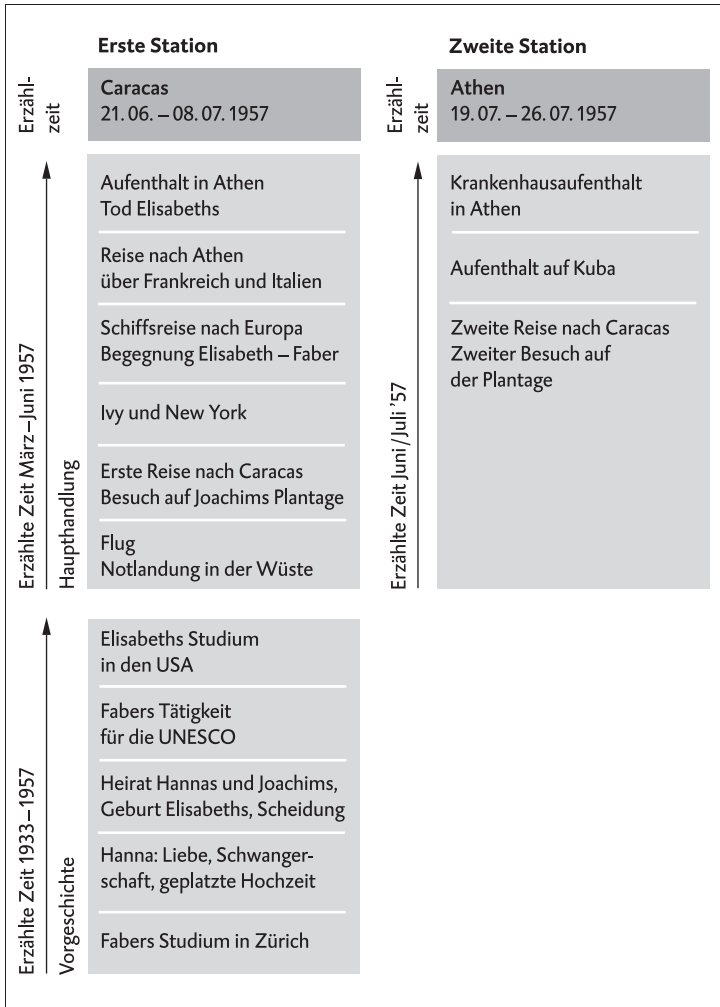 Erste Station
Erzähl-
zeit
Caracas
21. 06. – 08. 07. 1957
Erzählte Zeit März – Juni 1957
Haupthandlung
Aufenthalt in Athen
Tod Elisabeths
Reise nach Athen
über Frankreich und Italien
Schiffsreise nach Europa
Begegnung Elisabeth – Faber
Ivy und New York
Erste Reise nach Caracas
Besuch auf Joachims Plantage
Flug
Notlandung in der Wüste
Erzählte Zeit 1933 – 1957
Vorgeschichte
Elisabeths Studium
in den USA
Fabers Tätigkeit
für die UNESCO
Heirat Hannas und Joachims,
Geburt Elisabeths, Scheidung
Hanna: Liebe, Schwanger-
schaft, geplatzte Hochzeit
Fabers Studium in Zürich
Zweite Station
Erzähl-
zeit
Athen
19. 07. – 26. 07. 1957
Erzählte Zeit Juni / Juli ’57
Krankenhausaufenthalt
in Athen
Aufenthalt auf Kuba
Zweite Reise nach Caracas
Zweiter Besuch auf
der Plantage